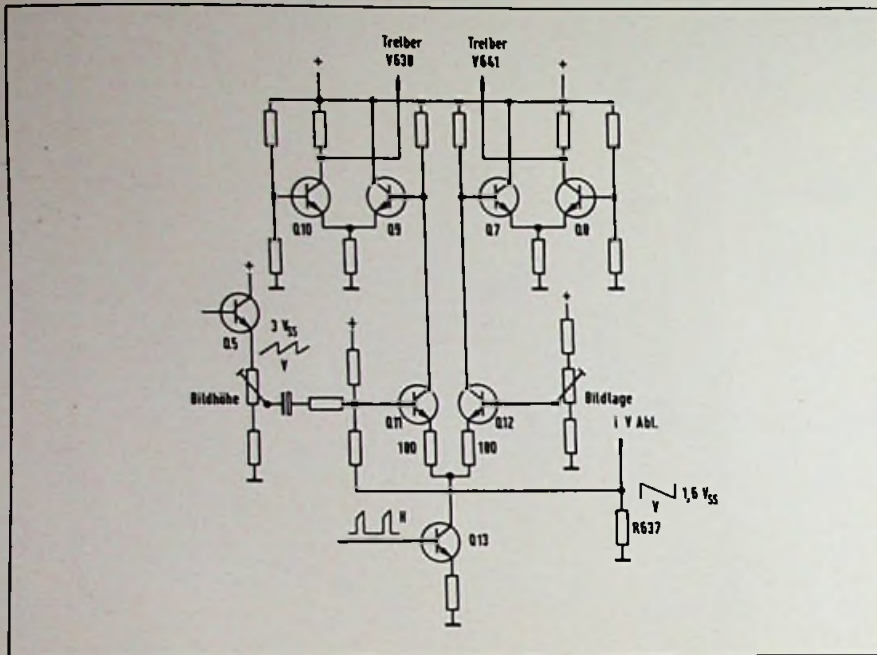 Treiber
V638
Treiber
V641
+
+
Q10
Q9
Q7
Q8
+
Q5
3 Vss
V
+
+
Bildhöhe
Q11
Q12
Bildlage
180
180
i V Abl.
1,6 Vss
V
R637
H
Q13